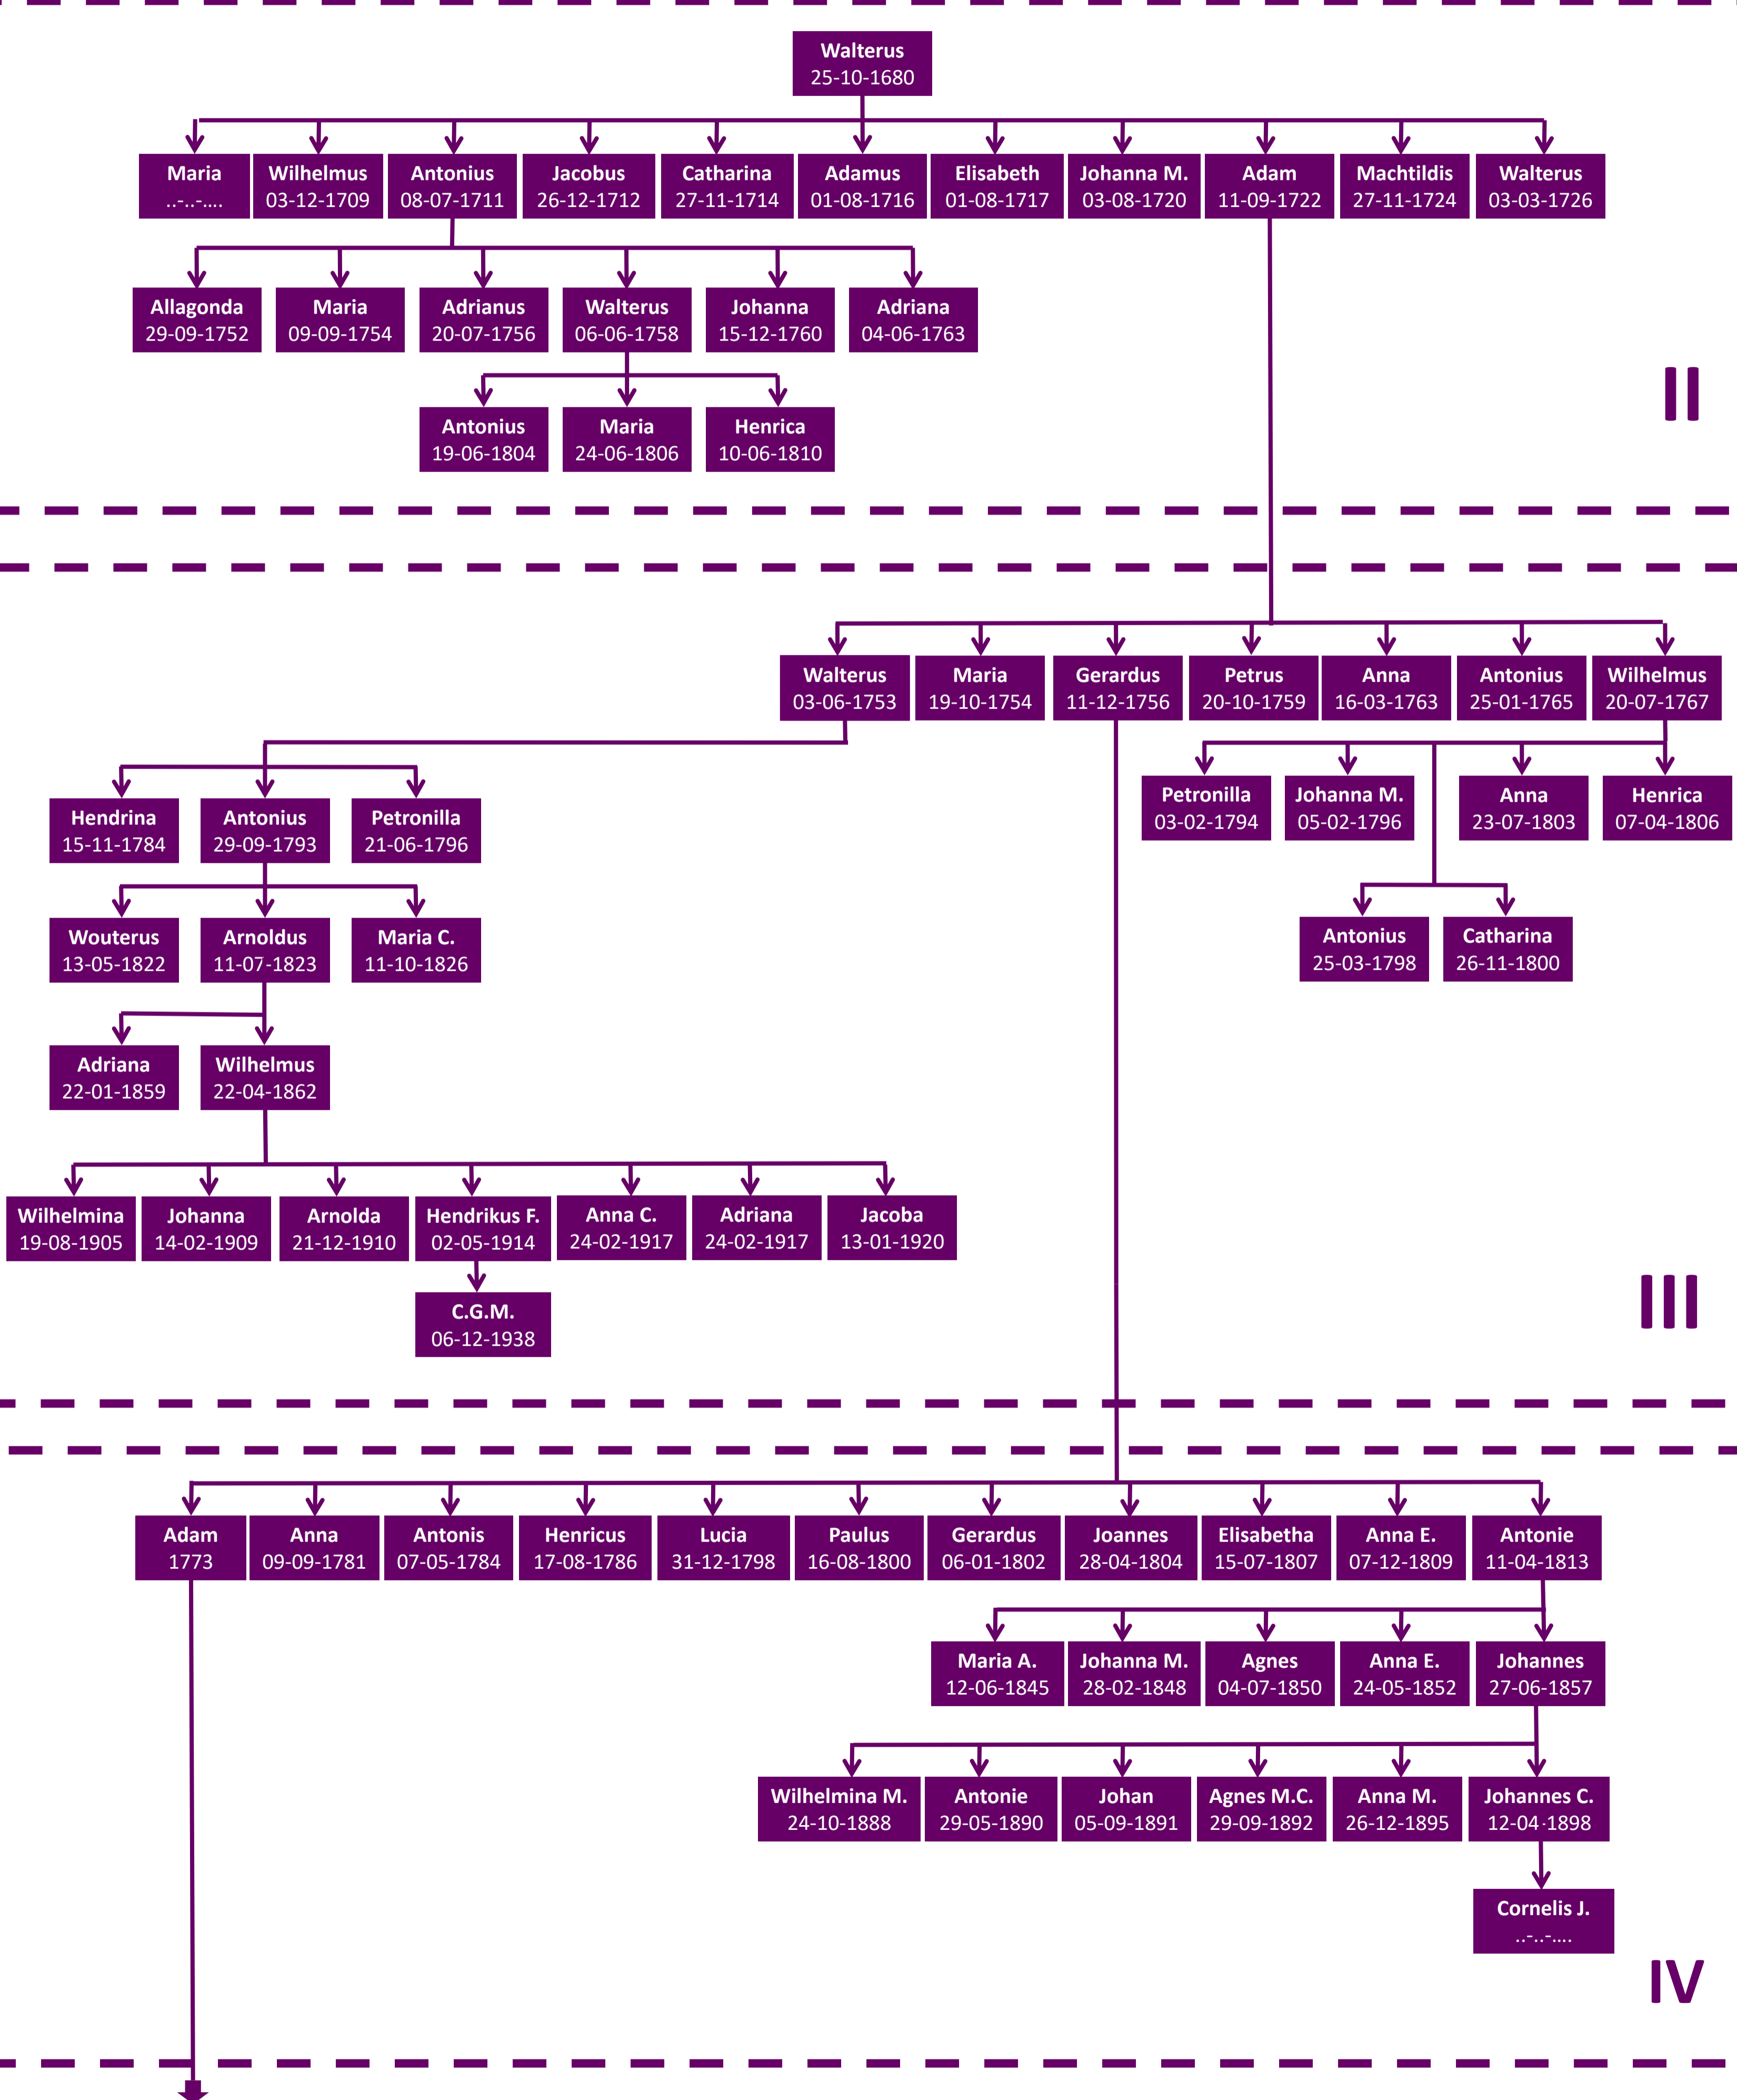 Walterus
25-10-1680
Maria
..-..-....
Wilhelmus
03-12-1709
Antonius
08-07-1711
Jacobus
26-12-1712
Catharina
27-11-1714
Adamus
01-08-1716
Elisabeth
01-08-1717
Johanna M.
03-08-1720
Adam
11-09-1722
Machtildis
27-11-1724
Walterus
03-03-1726
Allagonda
29-09-1752
Maria
09-09-1754
Adrianus
20-07-1756
Walterus
06-06-1758
Johanna
15-12-1760
Adriana
04-06-1763
II
Antonius
19-06-1804
Maria
24-06-1806
Henrica
10-06-1810
Walterus
03-06-1753
Maria
19-10-1754
Gerardus
11-12-1756
Petrus
20-10-1759
Anna
16-03-1763
Antonius
25-01-1765
Wilhelmus
20-07-1767
Petronilla
03-02-1794
Johanna M.
05-02-1796
Anna
23-07-1803
Henrica
07-04-1806
Hendrina
15-11-1784
Antonius
29-09-1793
Petronilla
21-06-1796
Wouterus
13-05-1822
Arnoldus
11-07-1823
Maria C.
11-10-1826
Antonius
25-03-1798
Catharina
26-11-1800
Adriana
22-01-1859
Wilhelmus
22-04-1862
Wilhelmina
19-08-1905
Johanna
14-02-1909
Arnolda
21-12-1910
Hendrikus F.
02-05-1914
Anna C.
24-02-1917
Adriana
24-02-1917
Jacoba
13-01-1920
C.G.M.
06-12-1938
III
Adam
1773
Anna
09-09-1781
Antonis
07-05-1784
Henricus
17-08-1786
Lucia
31-12-1798
Paulus
16-08-1800
Gerardus
06-01-1802
Joannes
28-04-1804
Elisabetha
15-07-1807
Anna E.
07-12-1809
Antonie
11-04-1813
Maria A.
12-06-1845
Johanna M.
28-02-1848
Agnes
04-07-1850
Anna E.
24-05-1852
Johannes
27-06-1857
Wilhelmina M.
24-10-1888
Antonie
29-05-1890
Johan
05-09-1891
Agnes M.C.
29-09-1892
Anna M.
26-12-1895
Johannes C.
12-04-1898
Cornelis J.
..-..-....
IV